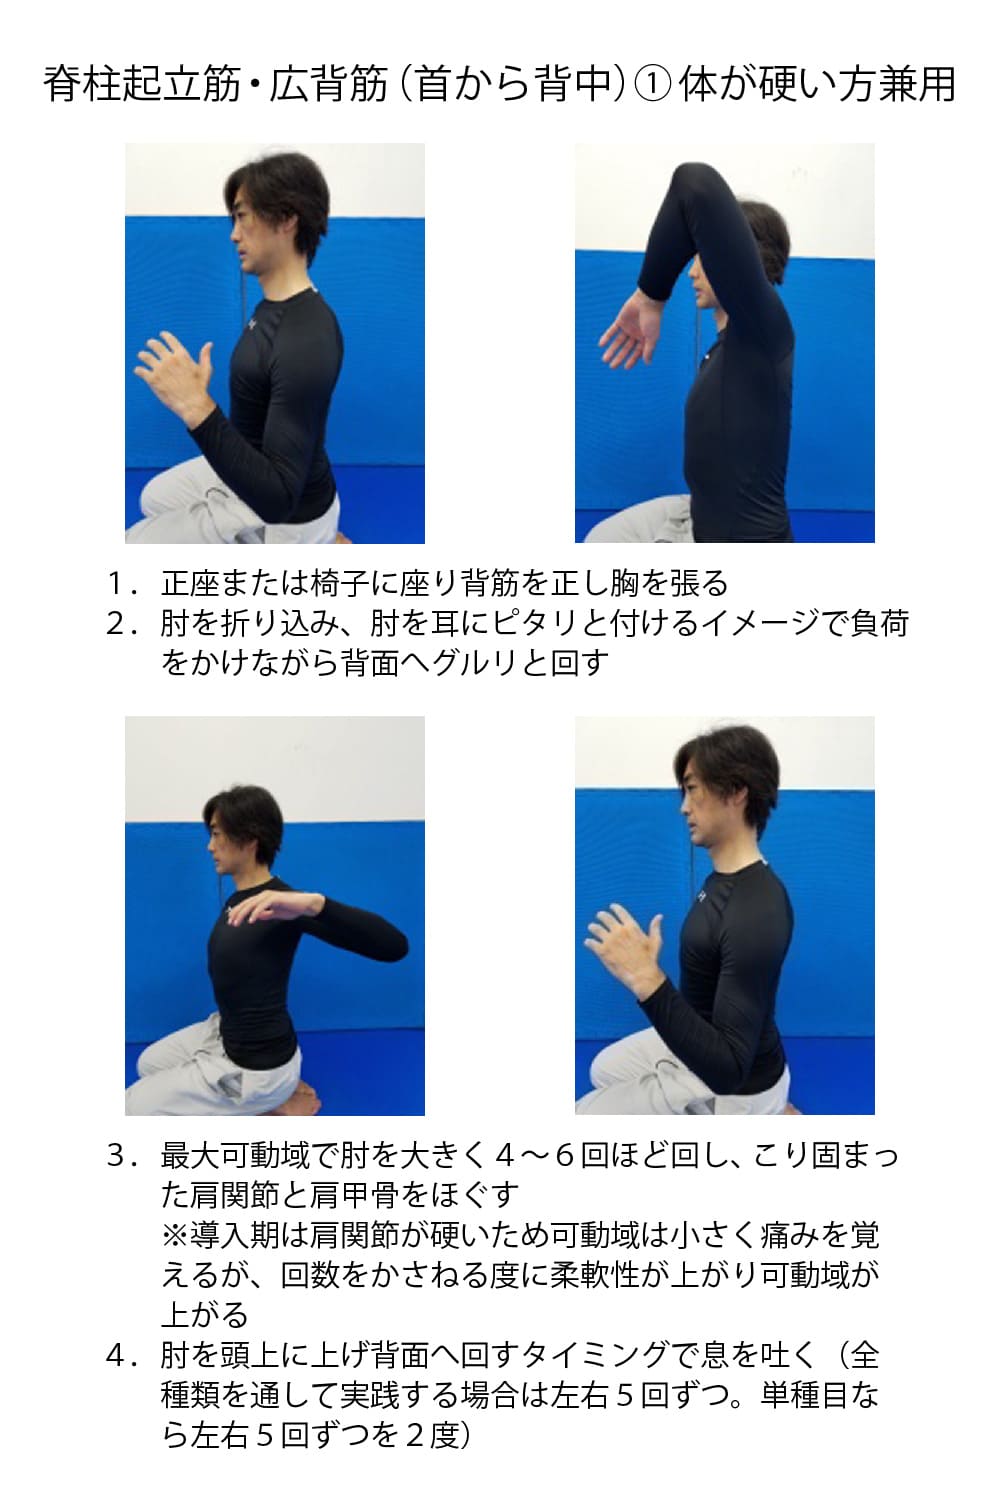 脊柱起立筋・広背筋（首から背中）① 体が硬い方兼用
１．正座または椅子に座り背筋を正し胸を張る
２．肘を折り込み、肘を耳にピタリと付けるイメージで負荷
をかけながら背面へグルリと回す
３．最大可動域で肘を大きく４〜６回ほど回し、こり固まっ
た肩関節と肩甲骨をほぐす
※導入期は肩関節が硬いため可動域は小さく痛みを覚
えるが、回数をかさねる度に柔軟性が上がり可動域が
上がる
４．肘を頭上に上げ背面へ回すタイミングで息を吐く（全
種類を通して実践する場合は左右５回ずつ。単種目な
ら左右５回ずつを２度）